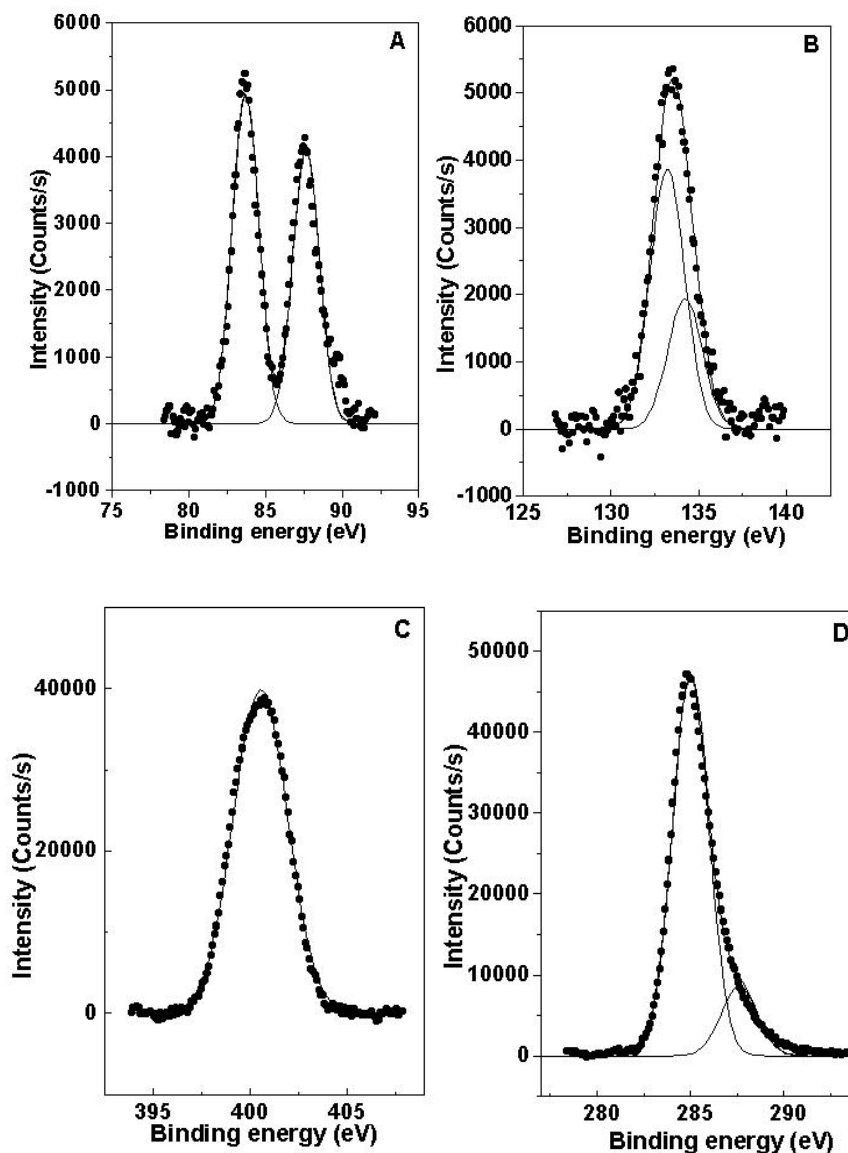 A
6000
5000
4000
3000
2000
1000
0
-1000
75 80 85 90 95
Intensity (Counts/s)
Binding energy (eV)
B
6000
5000
4000
3000
2000
1000
0
-1000
125 130 135 140
Intensity (Counts/s)
Binding energy (eV)
C
40000
20000
0
395 400 405
Intensity (Counts/s)
Binding energy (eV)
D
50000
40000
30000
20000
10000
0
280 285 290
Intensity (Counts/s)
Binding energy (eV)